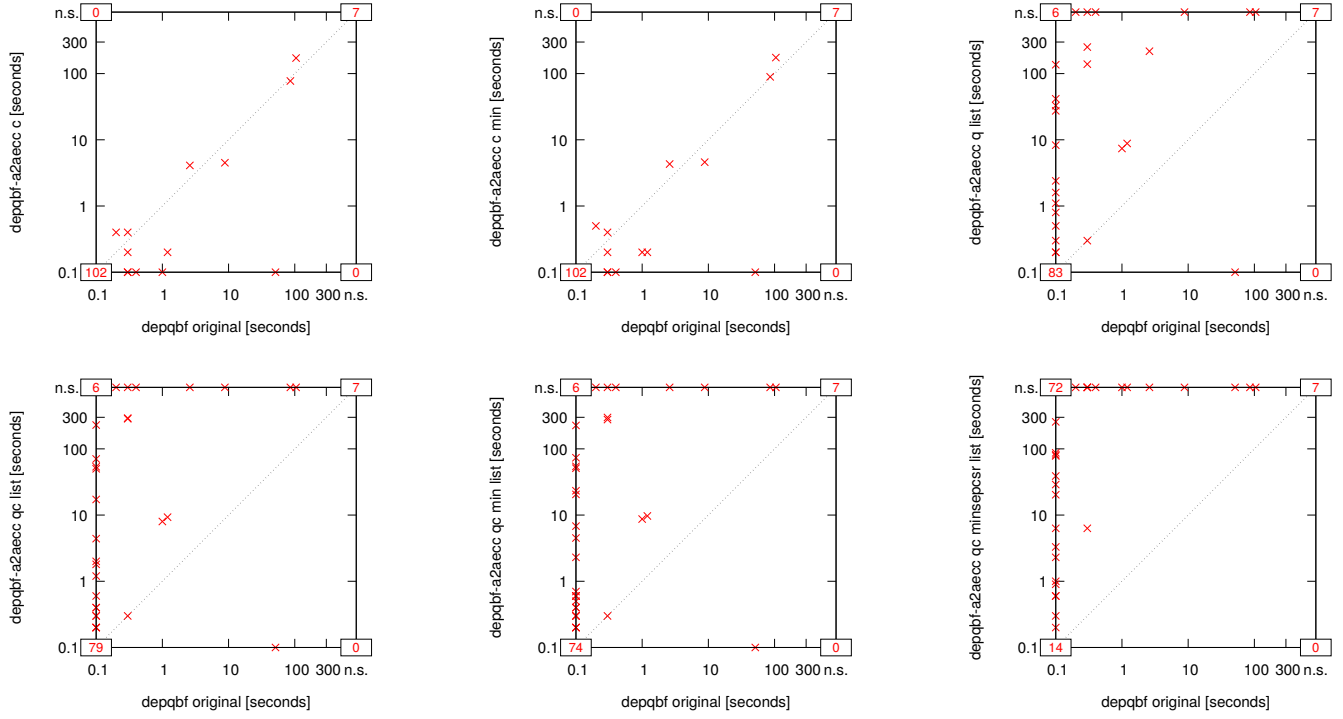 n.s. 0 7
300
100
10
1
0.1 102 0
0.1 1 10 100 300 n.s.
depqbf original [seconds]
depqbf-a2aecc c [seconds]
n.s. 0 7
300
100
10
1
0.1 102 0
0.1 1 10 100 300 n.s.
depqbf original [seconds]
depqbf-a2aecc c min [seconds]
n.s. 6 7
300
100
10
1
0.1 83 0
0.1 1 10 100 300 n.s.
depqbf original [seconds]
depqbf-a2aecc q list [seconds]
n.s. 6 7
300
100
10
1
0.1 79 0
0.1 1 10 100 300 n.s.
depqbf original [seconds]
depqbf-a2aecc qc list [seconds]
n.s. 6 7
300
100
10
1
0.1 74 0
0.1 1 10 100 300 n.s.
depqbf original [seconds]
depqbf-a2aecc qc min list [seconds]
n.s. 72 7
300
100
10
1
0.1 14 0
0.1 1 10 100 300 n.s.
depqbf original [seconds]
depqbf-a2aecc qc minsepcsr list [seconds]